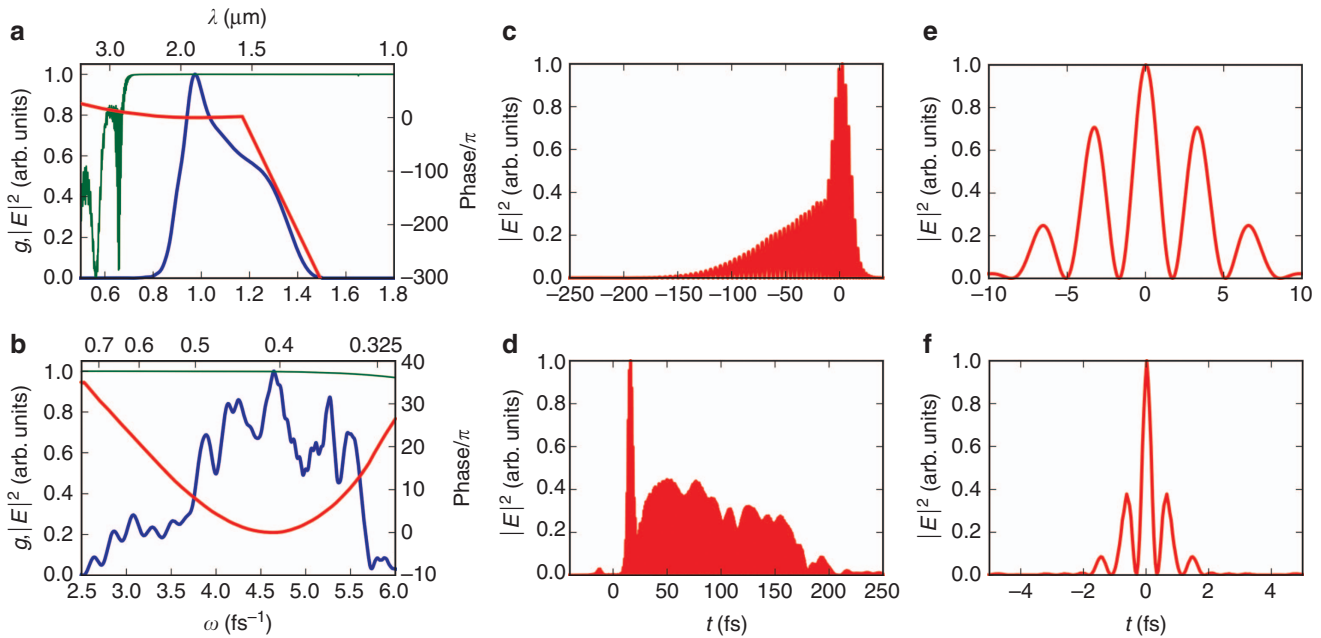 a
λ (μm)
3.0 2.0 1.5 1.0
g,|E|² (arb. units)
1.0
0.8
0.6
0.4
0.2
0.0
0.6 0.8 1.0 1.2 1.4 1.6 1.8
0
−100
−200
−300
Phase/π
b
0.7 0.6 0.5 0.4 0.325
g,|E|² (arb. units)
1.0
0.8
0.6
0.4
0.2
0.0
2.5 3.0 3.5 4.0 4.5 5.0 5.5 6.0
ω (fs⁻¹)
40
30
20
10
0
−10
Phase/π
c
|E|² (arb. units)
1.0
0.8
0.6
0.4
0.2
0.0
−250 −200 −150 −100 −50 0
d
|E|² (arb. units)
1.0
0.8
0.6
0.4
0.2
0.0
0 50 100 150 200 250
t (fs)
e
|E|² (arb. units)
1.0
0.8
0.6
0.4
0.2
0.0
−10 −5 0 5 10
f
|E|² (arb. units)
1.0
0.8
0.6
0.4
0.2
0.0
−4 −2 0 2 4
t (fs)